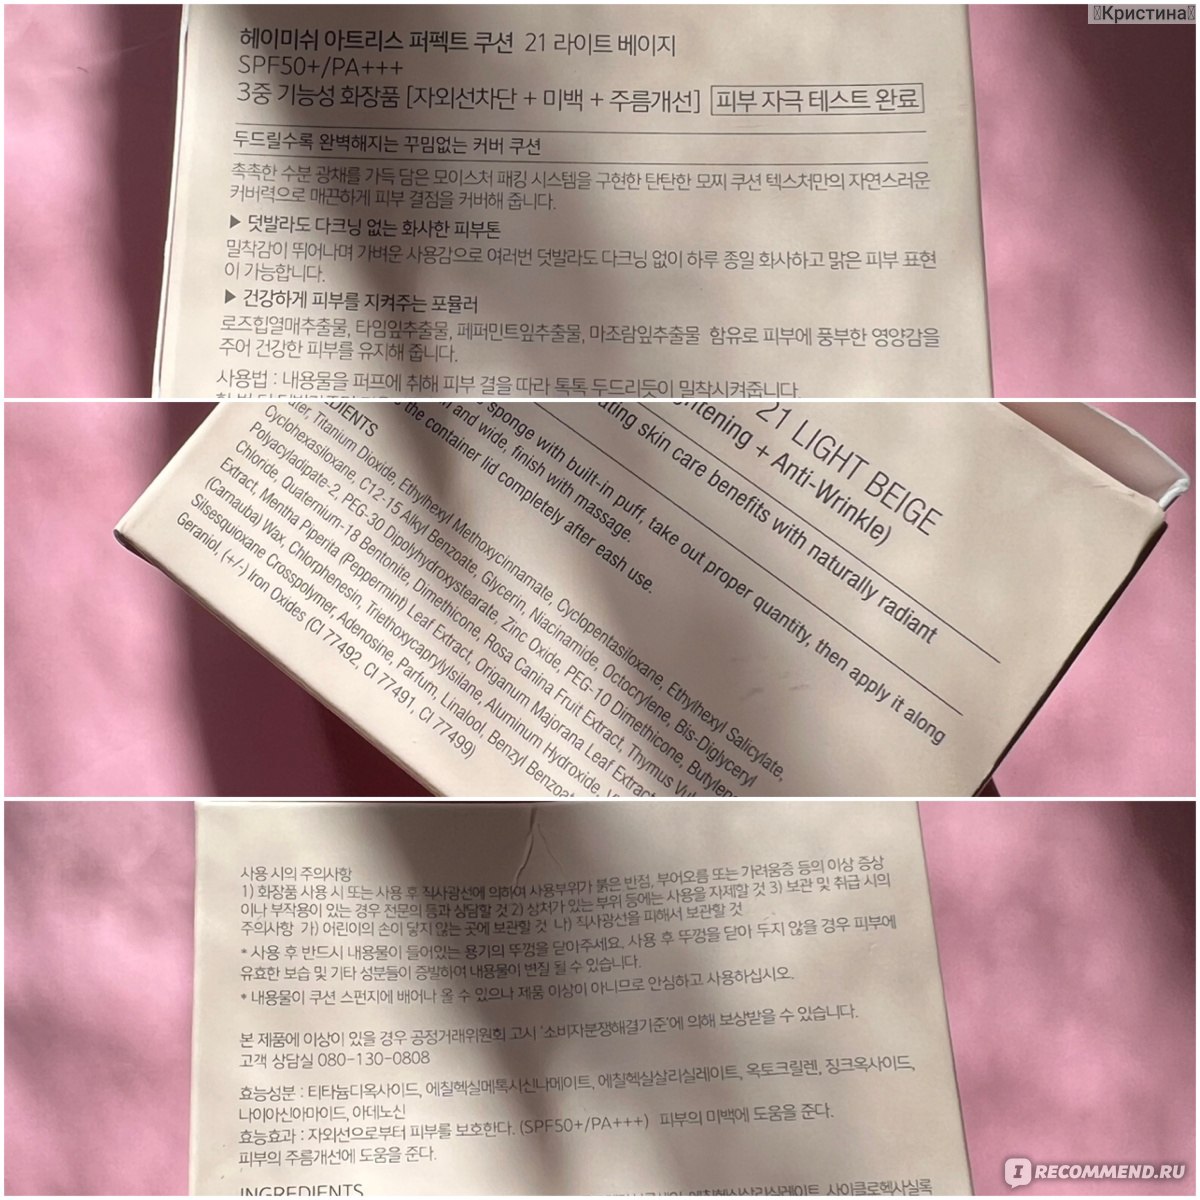 Кристина
헤이미쉬 아트리스 퍼펙트 쿠션 21 라이트 베이지
SPF50+/PA+++
3중 기능성 화장품 [자외선차단 + 미백 + 주름개선] 피부 자극 테스트 완료
두드릴수록 완벽해지는 꾸밈없는 커버 쿠션
촉촉한 수분 광채를 가득 담은 모이스처 패킹 시스템을 구현한 탄탄한 모찌 쿠션 텍스처만의 자연스러운
커버력으로 매끈하게 피부 결점을 커버해 줍니다.
▶ 덧발라도 다크닝 없는 화사한 피부톤
밀착감이 뛰어나며 가벼운 사용감으로 여러번 덧발라도 다크닝 없이 하루 종일 화사하고 맑은 피부 표현
이 가능합니다.
▶ 건강하게 피부를 지켜주는 포뮬러
로즈힙열매추출물, 타임잎추출물, 페퍼민트잎추출물, 마조람잎추출물 함유로 피부에 풍부한 영양감을
주어 건강한 피부를 유지해 줍니다.
사용법 : 내용물을 퍼프에 취해 피부 결을 따라 톡톡 두드리듯이 밀착시켜줍니다.
21 LIGHT BEIGE
+ Anti-Wrinkle)
skin care benefits with naturally radiant
sponge with built-in puff, take out proper quantity, then apply it along
and wide, finish with massage.
the container lid completely after eash use.
Titanium Dioxide, Ethylhexyl Methoxycinnamate, Cyclopentasiloxane, Ethylhexyl Salicylate,
Cyclohexasiloxane, C12-15 Alkyl Benzoate, Glycerin, Niacinamide, Octocrylene, Bis-Diglyceryl
Polyacyladipate-2, PEG-30 Dipolyhydroxystearate, Zinc Oxide, PEG-10 Dimethicone,
Chloride, Quaternium-18 Bentonite, Dimethicone, Rosa Canina Fruit Extract, Thymus
Extract, Mentha Piperita (Peppermint) Leaf Extract, Origanum Majorana Leaf Extract
(Carnauba) Wax, Chlorphenesin, Triethoxycaprylylsilane, Aluminum Hydroxide,
Silsesquioxane Crosspolymer, Adenosine, Parfum, Linalool, Benzyl
Geraniol, (+/-) Iron Oxides (CI 77492, CI 77491, CI 77499)
사용 시의 주의사항
1) 화장품 사용 시 또는 사용 후 직사광선에 의하여 사용부위가 붉은 반점, 부어오름 또는 가려움증 등의 이상 증상
이나 부작용이 있는 경우 전문의 등과 상담할 것 2) 상처가 있는 부위 등에는 사용을 자제할 것 3) 보관 및 취급 시의
주의사항 가) 어린이의 손이 닿지 않는 곳에 보관할 것 나) 직사광선을 피해서 보관할 것
* 사용 후 반드시 내용물이 들어있는 용기의 뚜껑을 닫아주세요. 사용 후 뚜껑을 닫아 두지 않을 경우 피부에
유효한 보습 및 기타 성분들이 증발하여 내용물이 변질 될 수 있습니다.
* 내용물이 쿠션 스펀지에 배어나 올 수 있으나 제품 이상이 아니므로 안심하고 사용하십시오.
본 제품에 이상이 있을 경우 공정거래위원회 고시 '소비자분쟁해결기준'에 의해 보상받을 수 있습니다.
고객 상담실 080-130-0808
효능성분 : 티타늄디옥사이드, 에칠헥실메톡시신나메이트, 에칠헥실살리실레이트, 옥토크릴렌, 징크옥사이드,
나이아신아마이드, 아데노신
효능효과 : 자외선으로부터 피부를 보호한다. (SPF50+/PA+++) 피부의 미백에 도움을 준다.
피부의 주름개선에 도움을 준다.
INGREDIENTS
RECOMMEND.RU